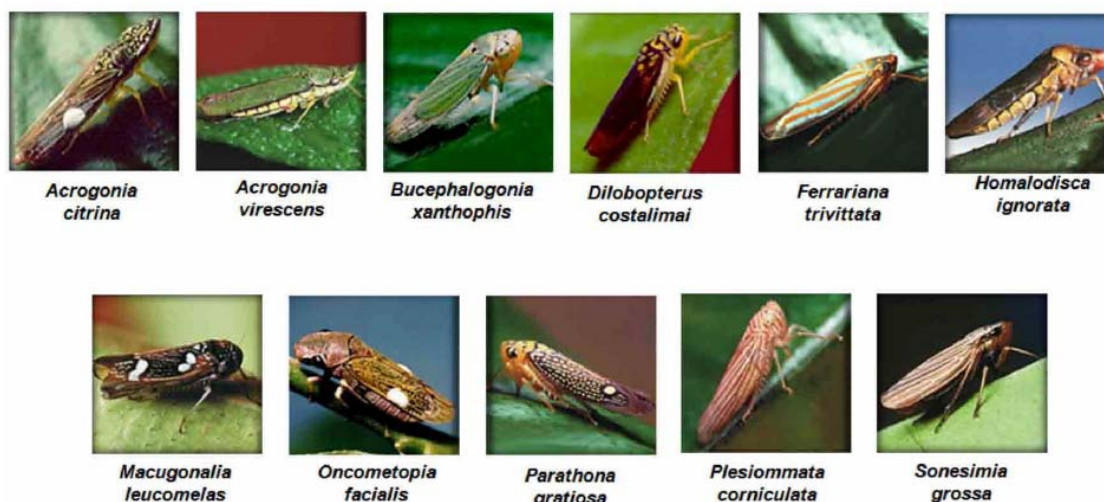 Acrogonia
citrina
Acrogonia
virescens
Bucephalogonia
xanthophis
Dilobopterus
costalimai
Ferrariana
trivittata
Homalodisca
ignorata
Macugonalia
leucomelas
Oncometopia
facialis
Parathona
gratiosa
Plesiommata
corniculata
Sonesimia
grossa